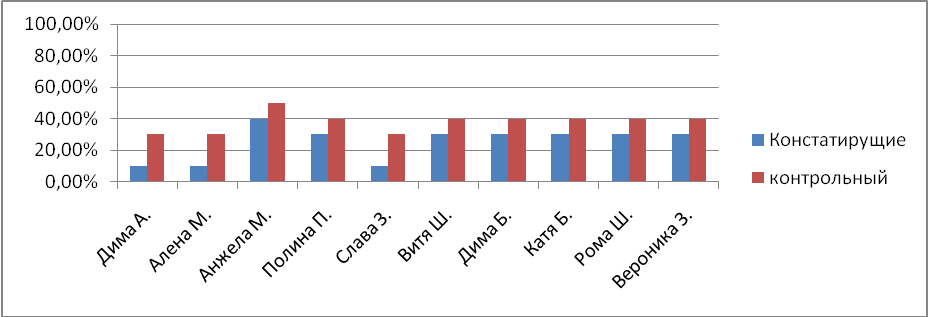 100,00%
80,00%
60,00%
40,00%
20,00%
0,00%
Дима А.
Алена М.
Анжела М.
Полина П.
Слава З.
Витя Ш.
Дима Б.
Катя Б.
Рома Ш.
Вероника З.
Констатирущие
контрольный